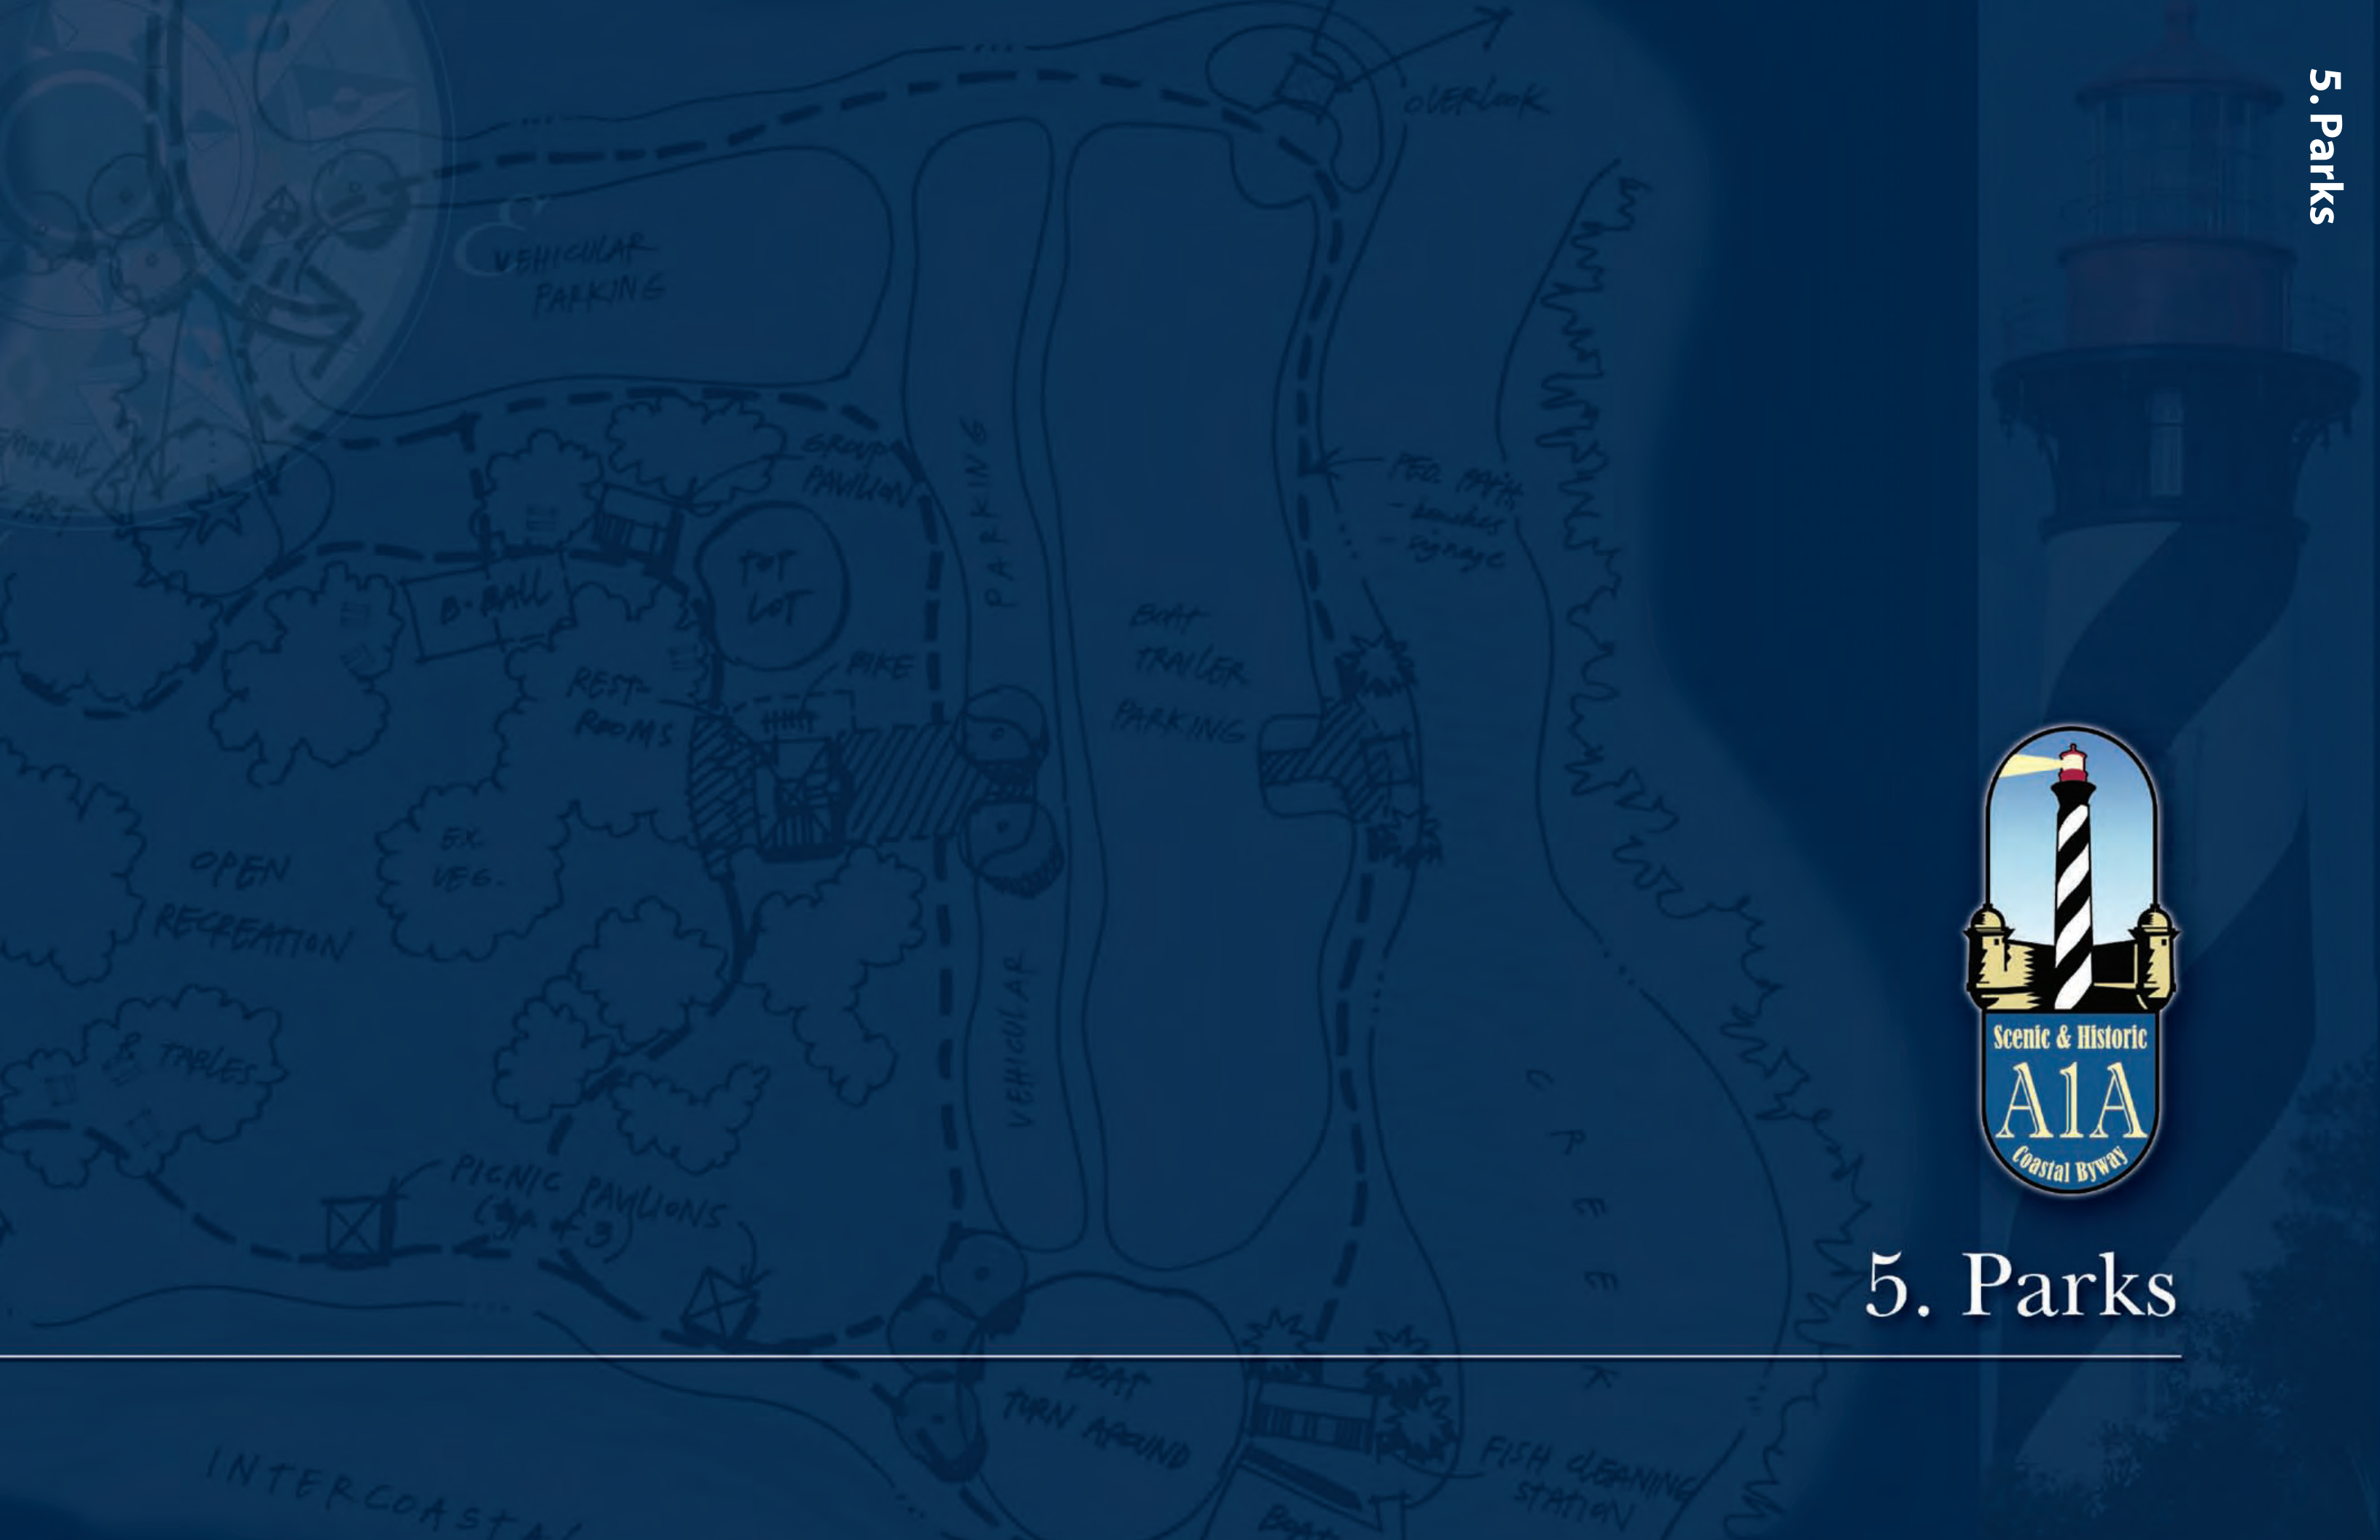 5. Parks
OVERLOOK
VEHICULAR
PARKING
GROUP
PAVILION
PARKING
PED. PATH
- benches
- signage
TOT
LOT
B-BALL
BOAT
TRAILER
PARKING
BIKE
REST-
ROOMS
EX.
VEG.
OPEN
RECREATION
VEHICULAR
& TABLES
PICNIC PAVILIONS
CREEK
Scenic & Historic
A1A
Coastal Byway
5. Parks
BOAT
TURN AROUND
FISH CLEANING
STATION
INTERCOASTAL
BOAT